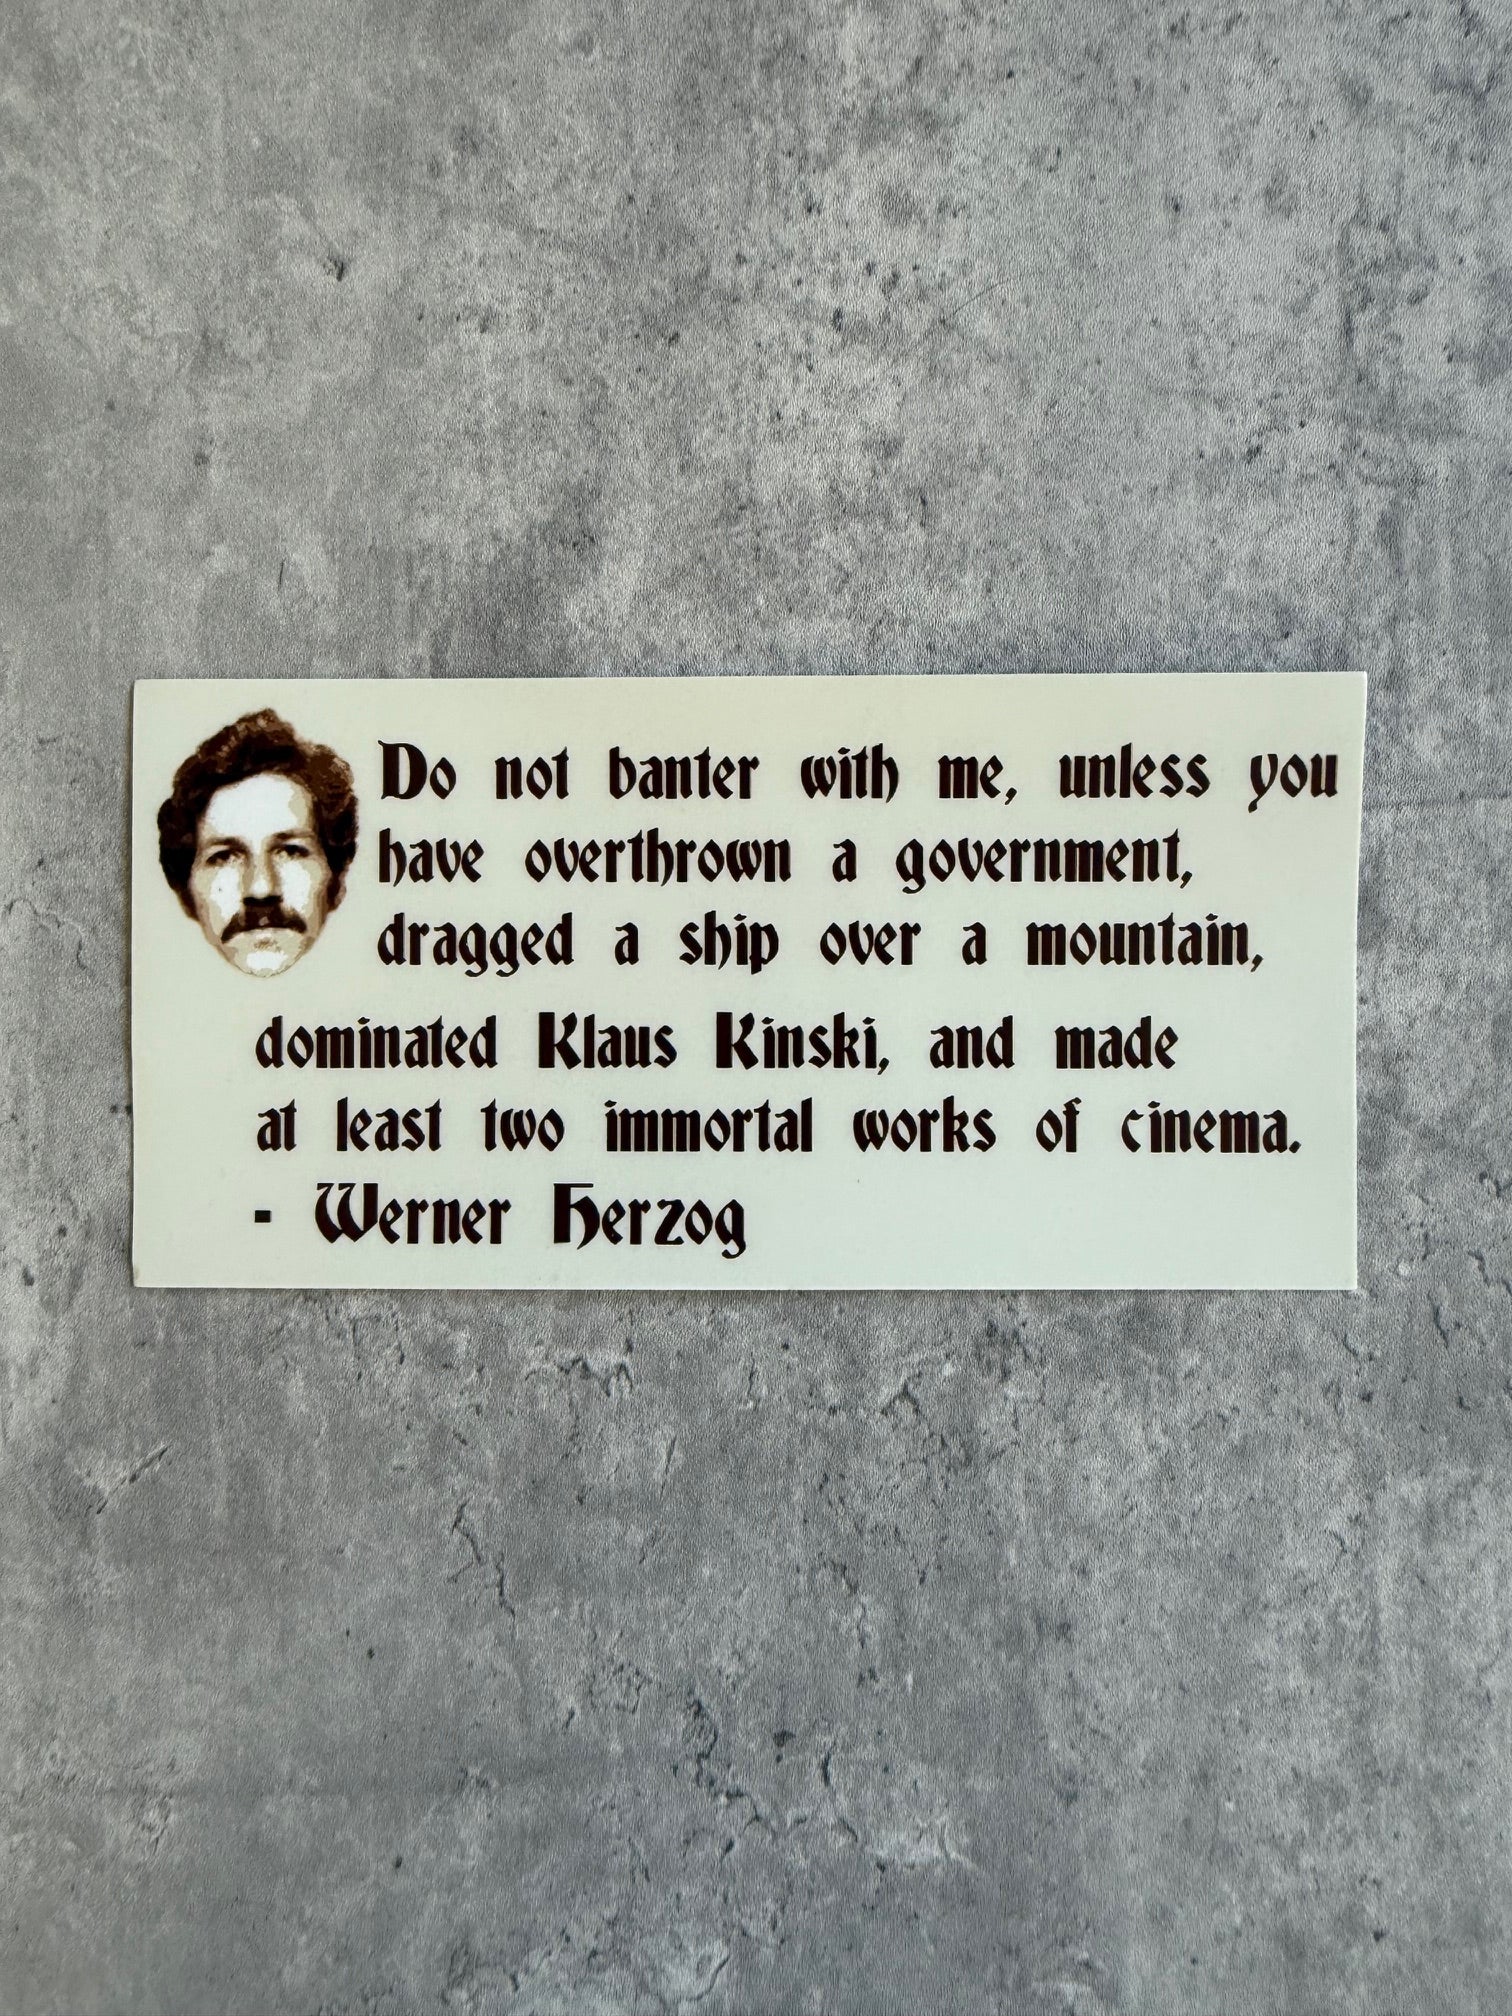 Do not banter with me, unless you
have overthrown a government,
dragged a ship over a mountain,
dominated Klaus Kinski, and made
at least two immortal works of cinema.
- Werner Herzog